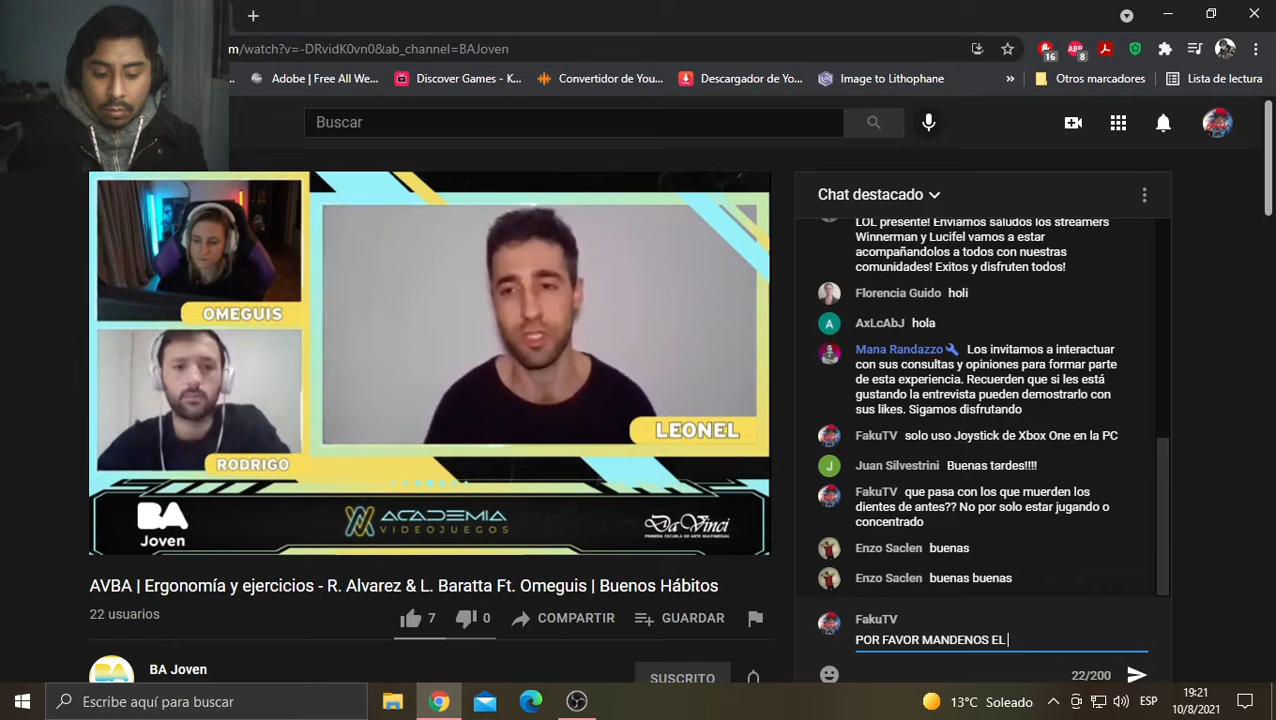 m/watch?v=-DRvidK0vn0&ab_channel=BAJoven
16
ABP
8
Adobe | Free All We...
Discover Games - K...
Convertidor de You...
Descargador de Yo...
Image to Lithophane
»
Otros marcadores
Lista de lectura
Buscar
OMEGUIS
RODRIGO
LEONEL
BA
Joven
ACADEMIA
VIDEOJUEGOS
DaVinci
PRIMERA ESCUELA DE ARTE MULTIMEDIAL
AVBA | Ergonomía y ejercicios - R. Alvarez & L. Baratta Ft. Omeguis | Buenos Hábitos
22 usuarios
7
0
COMPARTIR
GUARDAR
BA Joven
SUSCRITO
Chat destacado
LOL presente! Enviamos saludos los streamers
Winnerman y Lucifel vamos a estar
acompañandolos a todos con nuestras
comunidades! Exitos y disfruten todos!
Florencia Guido holi
A
AxLcAbJ hola
Mana Randazzo Los invitamos a interactuar
con sus consultas y opiniones para formar parte
de esta experiencia. Recuerden que si les está
gustando la entrevista pueden demostrarlo con
sus likes. Sigamos disfrutando
FakuTV solo uso Joystick de Xbox One en la PC
J
Juan Silvestrini Buenas tardes!!!!
FakuTV que pasa con los que muerden los
dientes de antes?? No por solo estar jugando o
concentrado
Enzo Saclen buenas
Enzo Saclen buenas buenas
FakuTV
POR FAVOR MANDENOS EL
22/200
Escribe aquí para buscar
13°C Soleado
ESP
19:21
10/8/2021